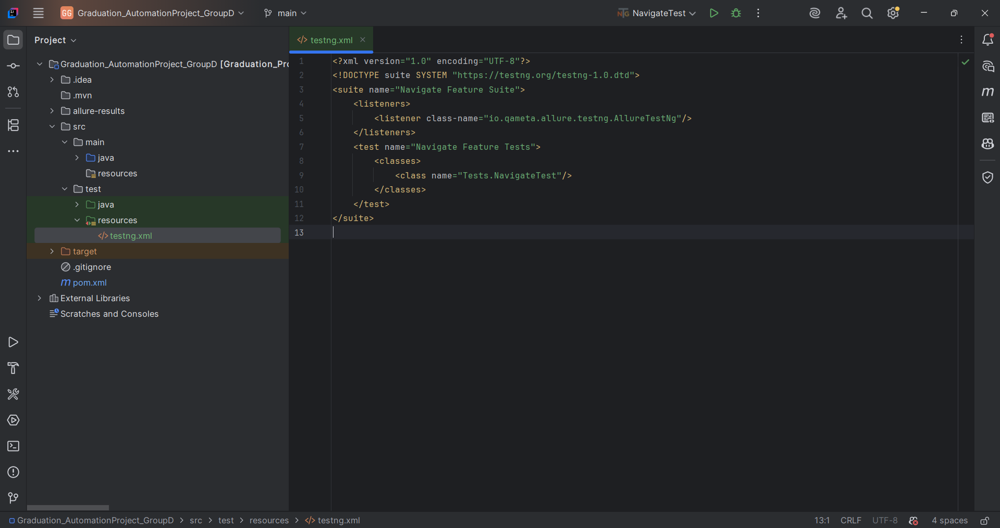 GG Graduation_AutomationProject_GroupD main NTG NavigateTest
Project
Graduation_AutomationProject_GroupD [Graduation_Pro
.idea
.mvn
allure-results
src
main
java
resources
test
java
resources
</> testng.xml
target
.gitignore
m pom.xml
External Libraries
Scratches and Consoles
</> testng.xml
1 <?xml version="1.0" encoding="UTF-8"?>
2 <!DOCTYPE suite SYSTEM "https://testng.org/testng-1.0.dtd">
3 <suite name="Navigate Feature Suite">
4 <listeners>
5 <listener class-name="io.qameta.allure.testng.AllureTestNg"/>
6 </listeners>
7 <test name="Navigate Feature Tests">
8 <classes>
9 <class name="Tests.NavigateTest"/>
10 </classes>
11 </test>
12 </suite>
13
m
Graduation_AutomationProject_GroupD > src > test > resources > </> testng.xml
13:1 CRLF UTF-8 4 spaces